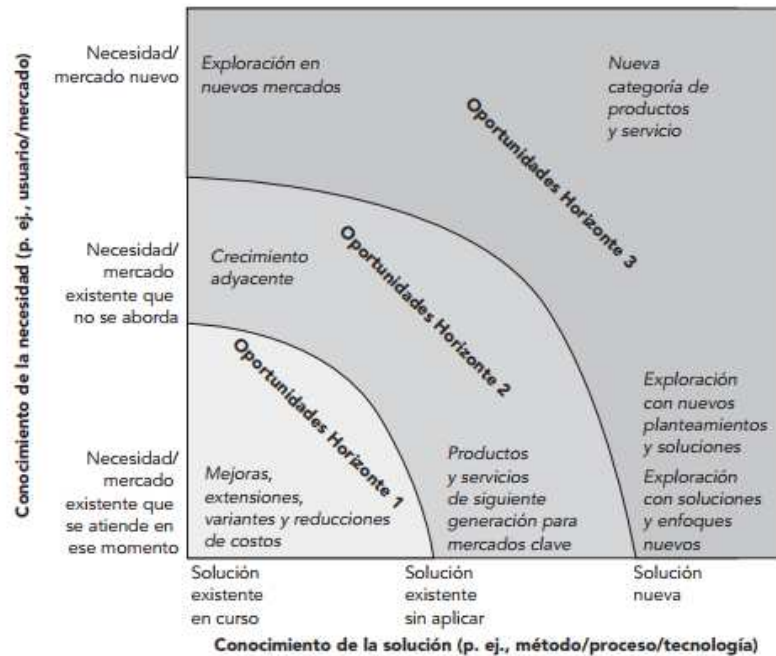 Conocimiento de la necesidad (p. ej., usuario/mercado)
Necesidad/
mercado nuevo
Exploración en
nuevos mercados
Nueva
categoría de
productos
y servicio
Oportunidades Horizonte 3
Necesidad/
mercado
existente que
no se aborda
Crecimiento
adyacente
Oportunidades Horizonte 2
Oportunidades Horizonte 1
Necesidad/
mercado
existente que
se atiende en
ese momento
Mejoras,
extensiones,
variantes y reducciones
de costos
Productos
y servicios
de siguiente
generación para
mercados clave
Exploración
con nuevos
planteamientos
y soluciones
Exploración
con soluciones
y enfoques
nuevos
Solución
existente
en curso
Solución
existente
sin aplicar
Solución
nueva
Conocimiento de la solución (p. ej., método/proceso/tecnología)